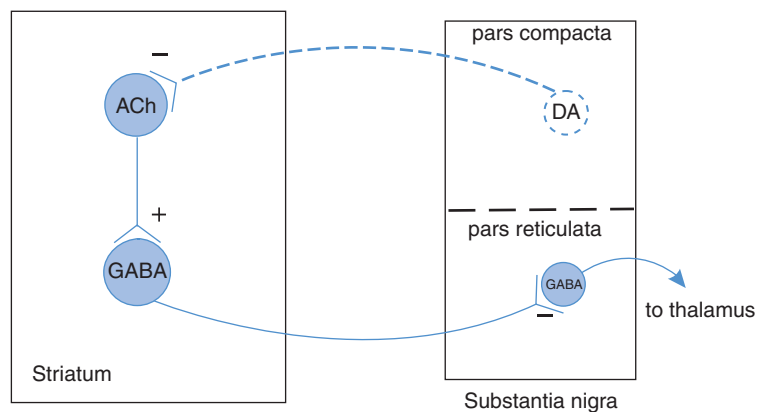 pars compacta
–
ACh
DA
+
pars reticulata
GABA
GABA
–
to thalamus
Striatum
Substantia nigra